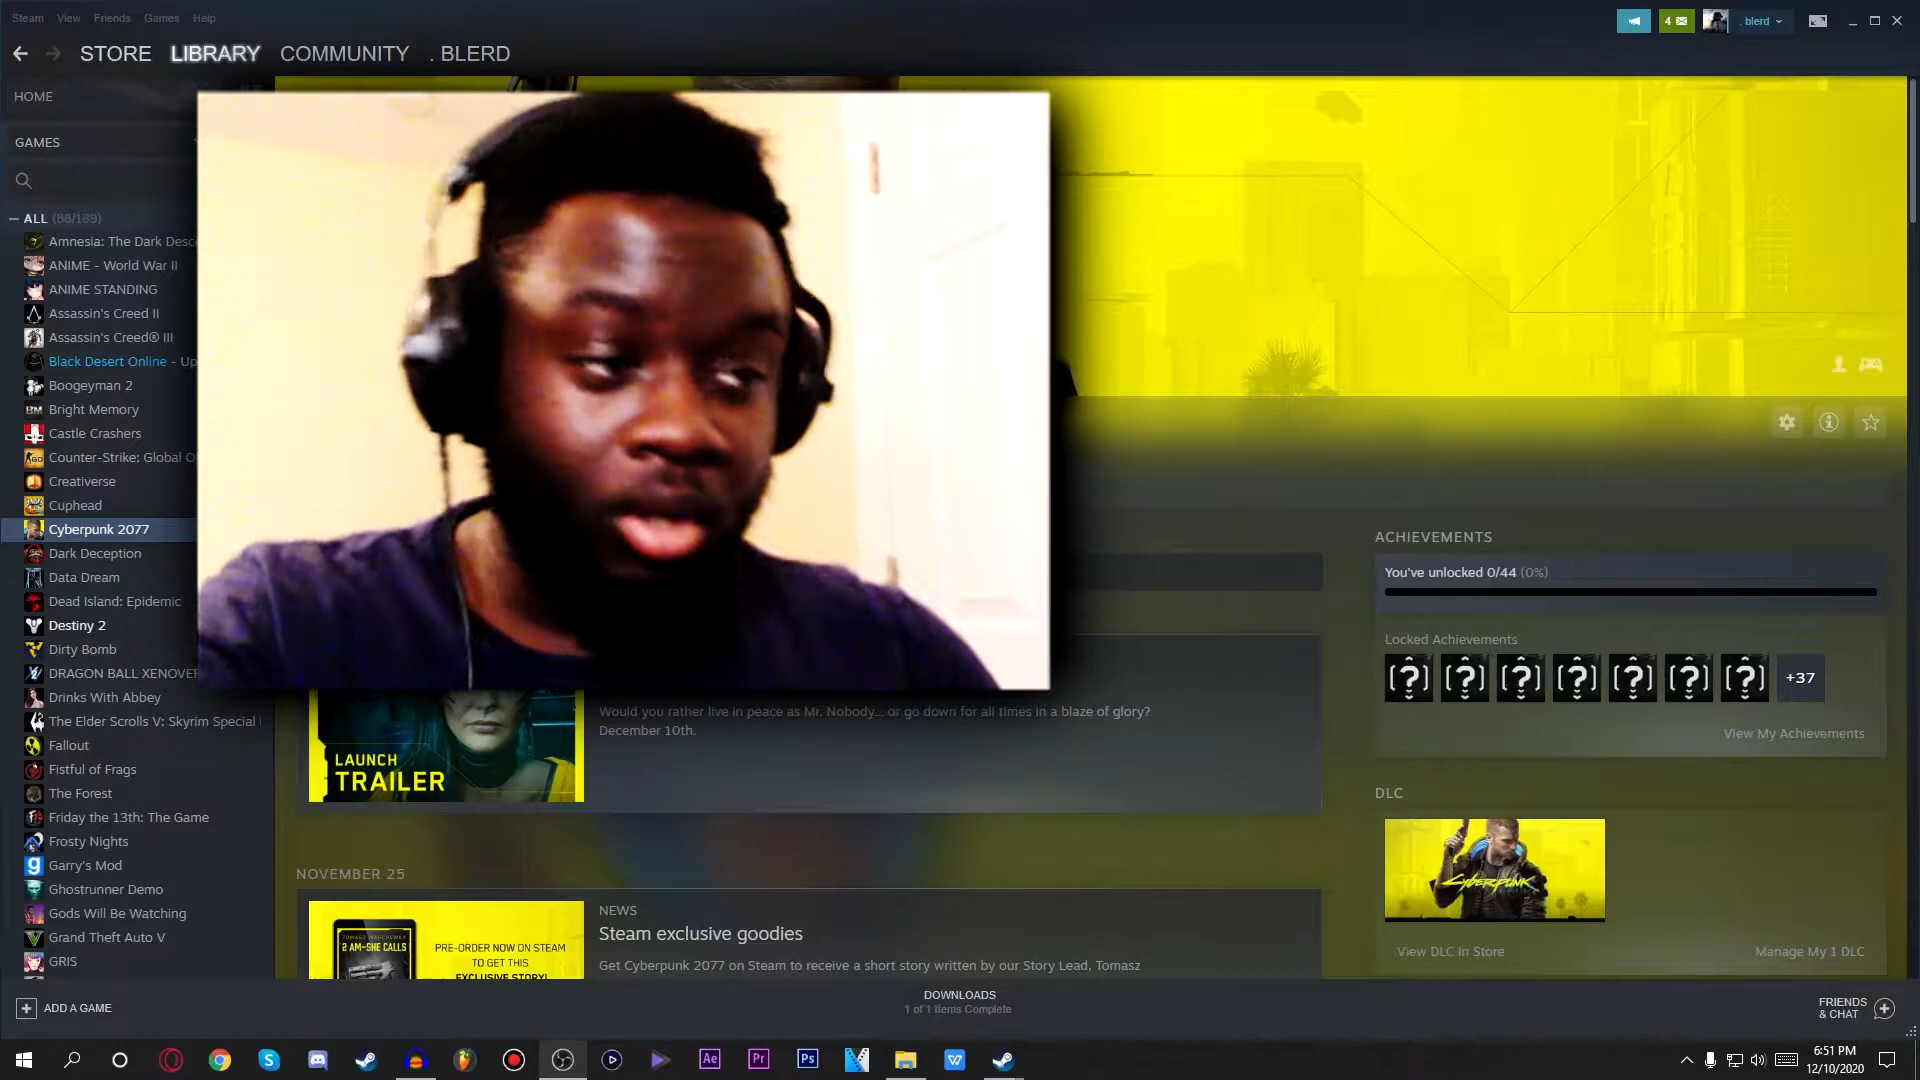 Steam View Friends Games Help
4 . blerd
STORE LIBRARY COMMUNITY . BLERD
HOME
GAMES
ALL (88/189)
Amnesia: The Dark Desc
ANIME - World War II
ANIME STANDING
Assassin's Creed II
Assassin's Creed® III
Black Desert Online - Up
Boogeyman 2
Bright Memory
Castle Crashers
Counter-Strike: Global O
Creativerse
Cuphead
Cyberpunk 2077
Dark Deception
Data Dream
Dead Island: Epidemic
Destiny 2
Dirty Bomb
DRAGON BALL XENOVER
Drinks With Abbey
The Elder Scrolls V: Skyrim Special
Fallout
Fistful of Frags
The Forest
Friday the 13th: The Game
Frosty Nights
Garry's Mod
Ghostrunner Demo
Gods Will Be Watching
Grand Theft Auto V
GRIS
ADD A GAME
LAUNCH
TRAILER
Would you rather live in peace as Mr. Nobody... or go down for all times in a blaze of glory?
December 10th.
NOVEMBER 25
2 AM-SHE CALLS
PRE-ORDER NOW ON STEAM
TO GET THIS
EXCLUSIVE STORY!
NEWS
Steam exclusive goodies
Get Cyberpunk 2077 on Steam to receive a short story written by our Story Lead, Tomasz
ACHIEVEMENTS
You've unlocked 0/44 (0%)
Locked Achievements
+37
View My Achievements
DLC
Cyberpunk
View DLC In Store
Manage My 1 DLC
DOWNLOADS
1 of 1 Items Complete
FRIENDS
& CHAT
Ae Pr Ps
6:51 PM
12/10/2020